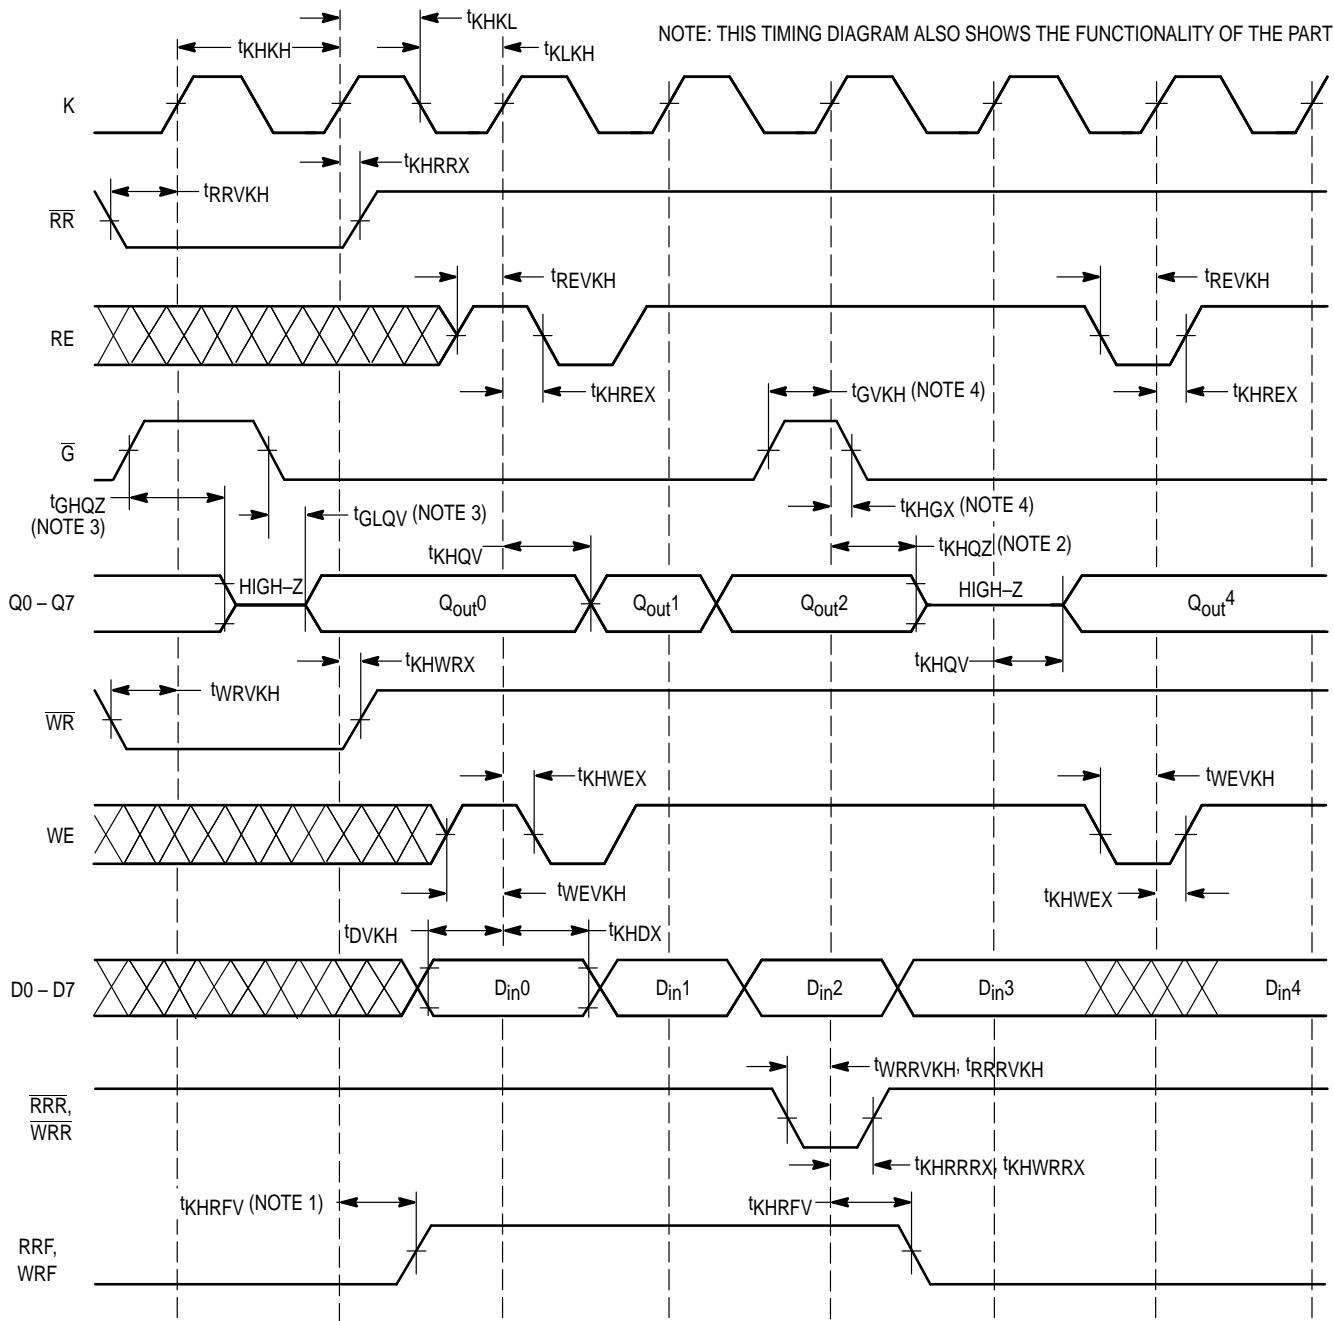 NOTE: THIS TIMING DIAGRAM ALSO SHOWS THE FUNCTIONALITY OF THE PART
tKHKL
tKHKH
tKLKH
K
tKHRRX
tRRVKH
RR
tREVKH
tREVKH
RE
tKHREX
tGVKH (NOTE 4)
tKHREX
G
tGHQZ
(NOTE 3)
tGLQV (NOTE 3)
tKHGX (NOTE 4)
tKHQV
tKHQZ (NOTE 2)
Q0 – Q7
HIGH–Z
Qout0
Qout1
Qout2
HIGH–Z
Qout4
tKHWRX
tKHQV
tWRVKH
WR
tKHWEX
tWEVKH
WE
tWEVKH
tKHWEX
tDVKH
tKHDX
D0 – D7
Din0
Din1
Din2
Din3
Din4
tWRRVKH, tRRRVKH
RRR,
WRR
tKHRRRX, tKHWRRX
tKHRFV (NOTE 1)
tKHRFV
RRF,
WRF